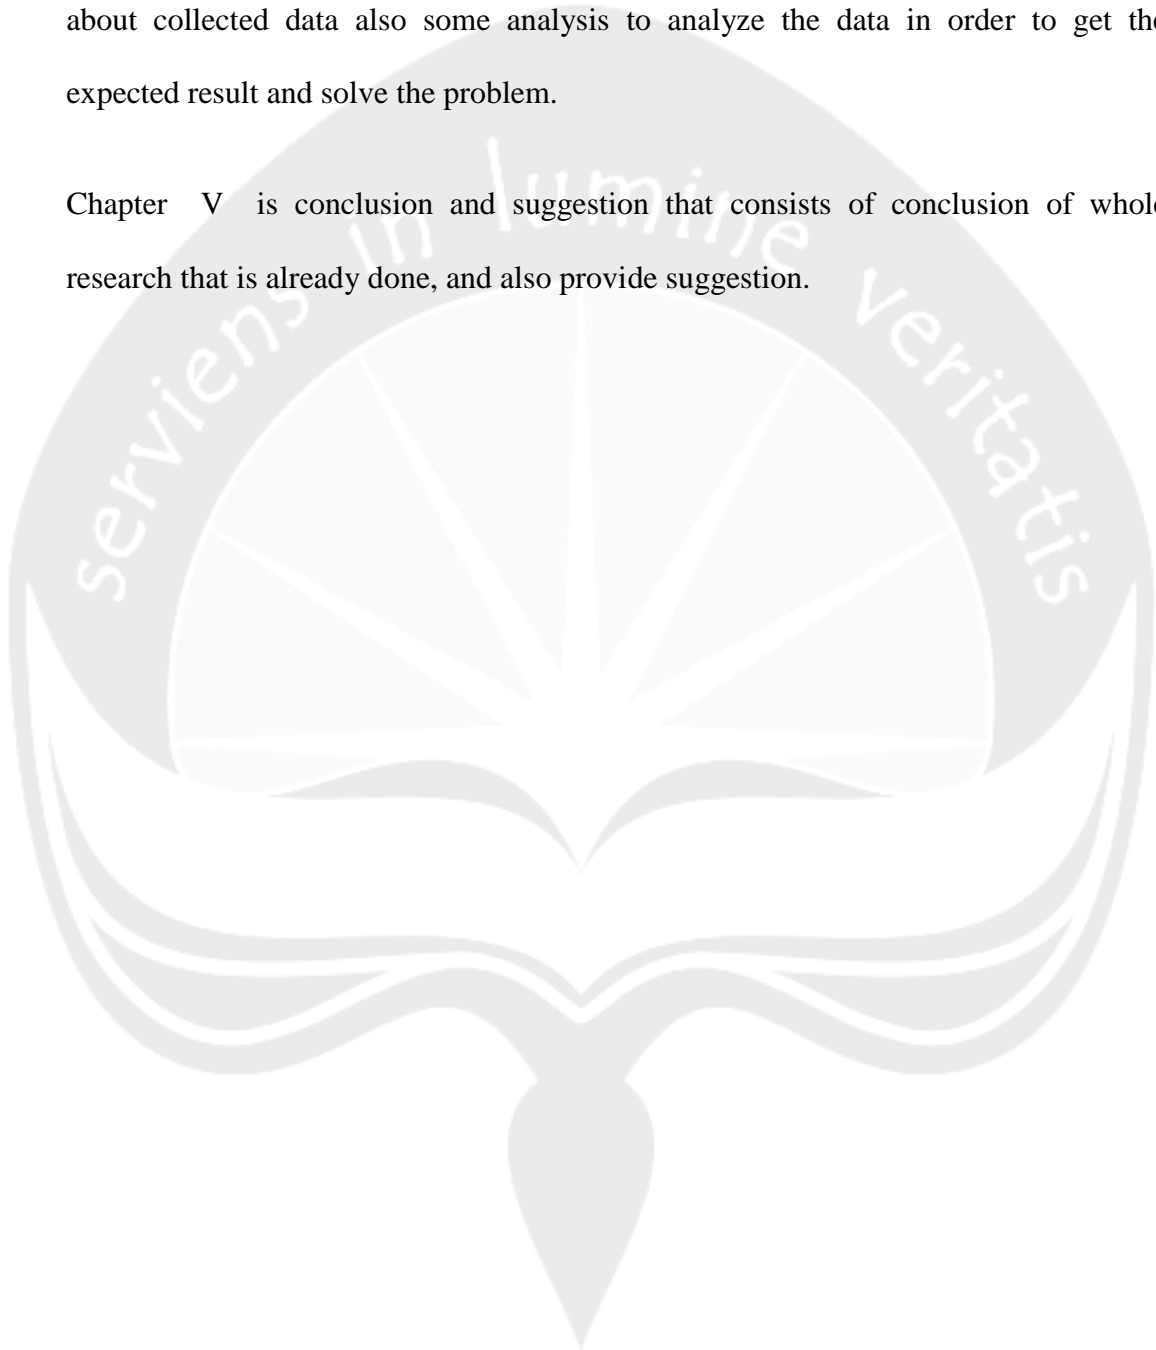 about collected data also some analysis to analyze the data in order to get the
expected result and solve the problem.
Chapter V is conclusion and suggestion that consists of conclusion of whole
research that is already done, and also provide suggestion.
serviens in lumine veritatis